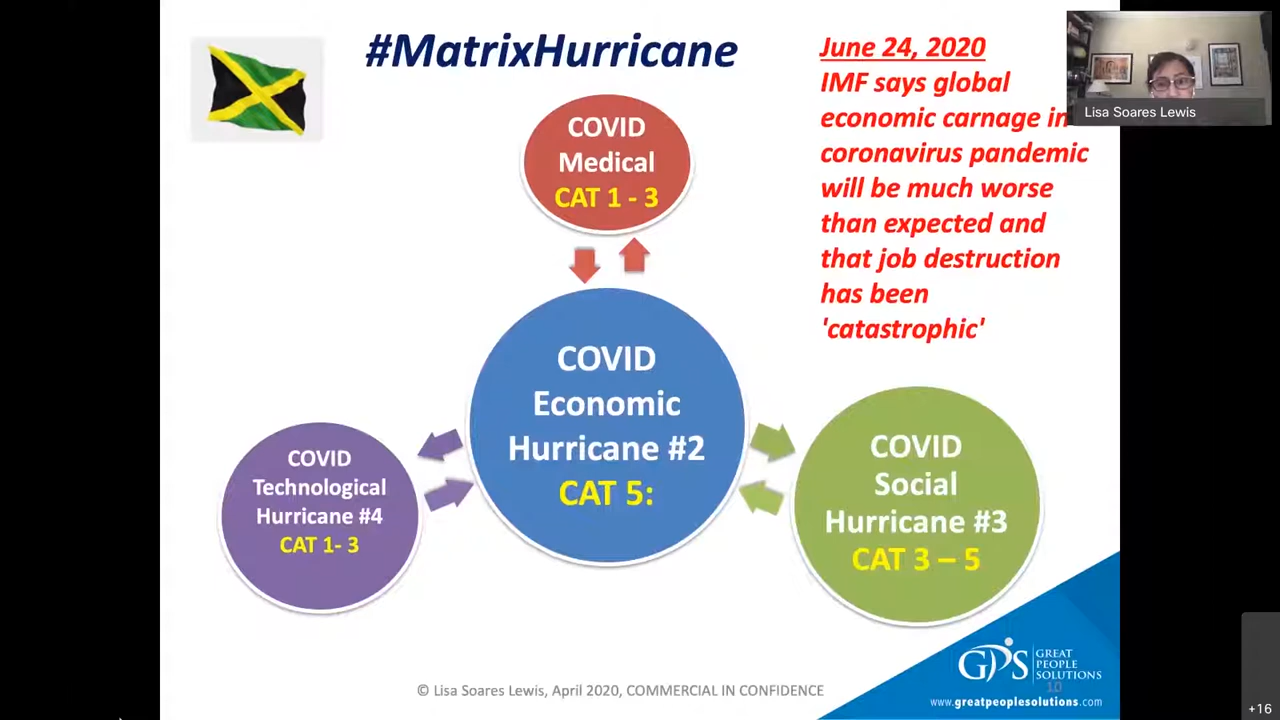 #MatrixHurricane
June 24, 2020
IMF says global
economic carnage in
coronavirus pandemic
will be much worse
than expected and
that job destruction
has been
'catastrophic'
Lisa Soares Lewis
COVID
Medical
CAT 1 - 3
COVID
Economic
Hurricane #2
CAT 5:
COVID
Technological
Hurricane #4
CAT 1- 3
COVID
Social
Hurricane #3
CAT 3 – 5
GPS
GREAT
PEOPLE
SOLUTIONS
10
www.greatpeoplesolutions.com
© Lisa Soares Lewis, April 2020, COMMERCIAL IN CONFIDENCE
+16